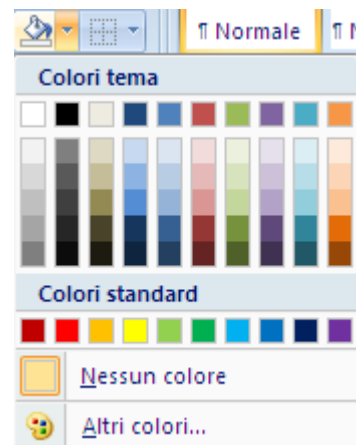 ¶ Normale ¶
Colori tema
Colori standard
Nessun colore
Altri colori...